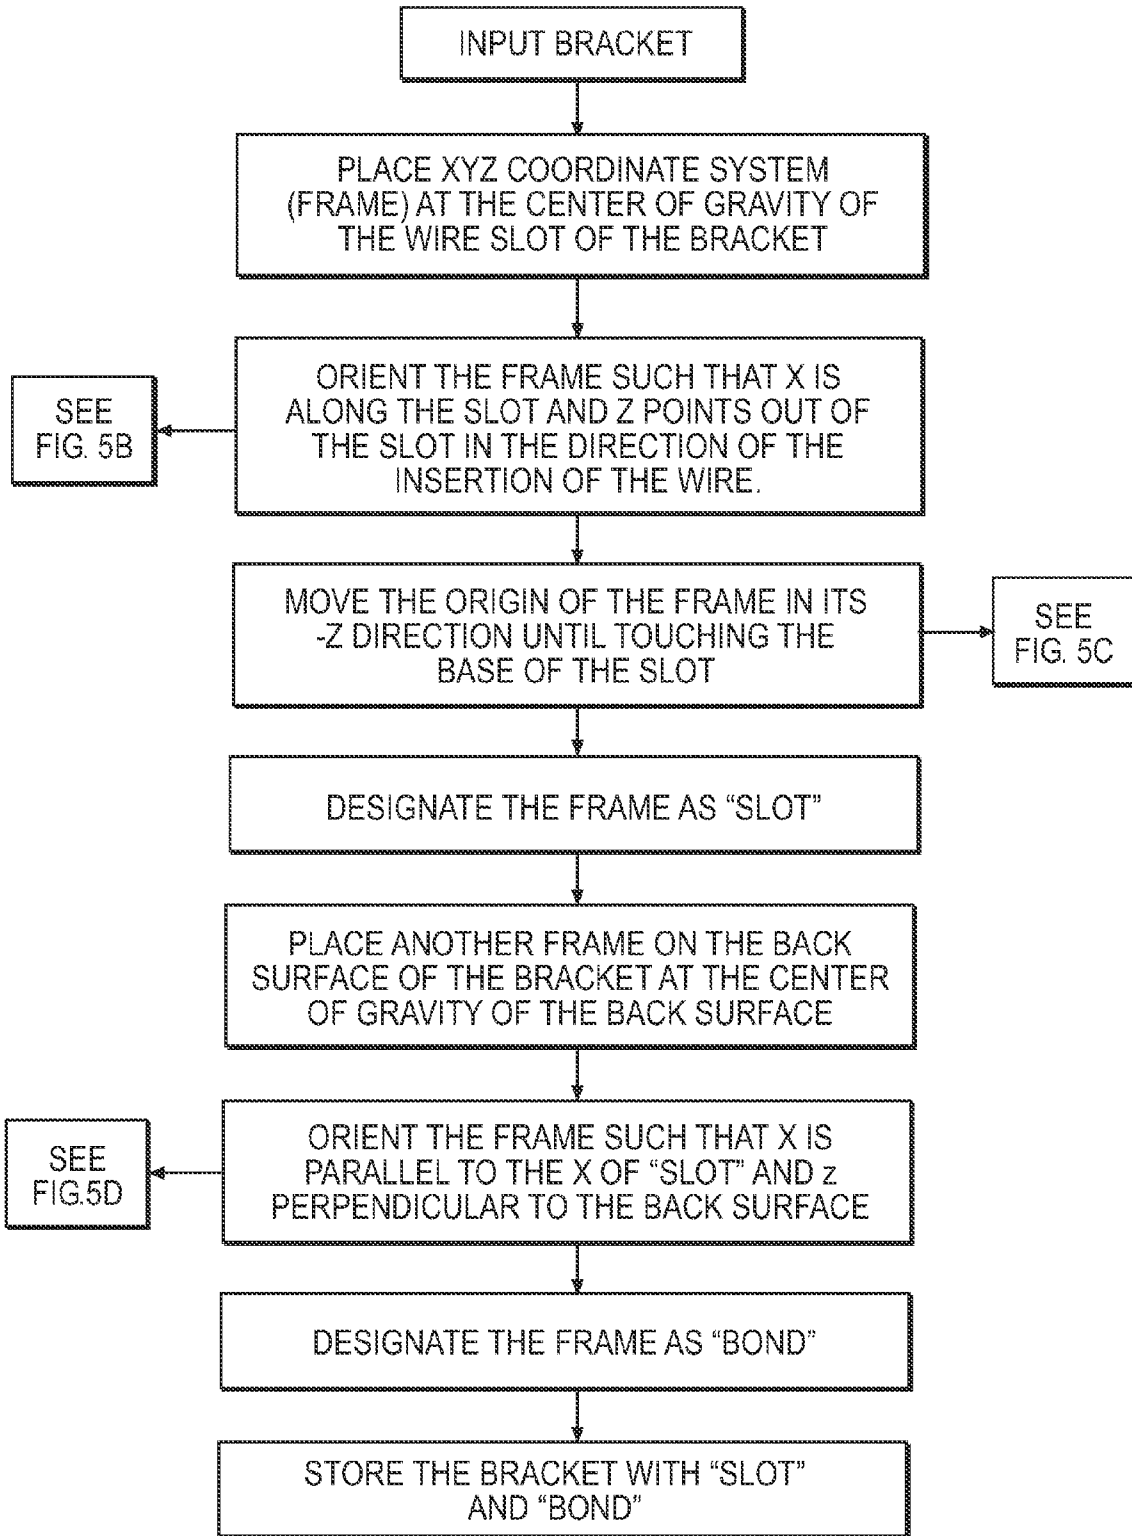 INPUT BRACKET
PLACE XYZ COORDINATE SYSTEM
(FRAME) AT THE CENTER OF GRAVITY OF
THE WIRE SLOT OF THE BRACKET
ORIENT THE FRAME SUCH THAT X IS
ALONG THE SLOT AND Z POINTS OUT OF
THE SLOT IN THE DIRECTION OF THE
INSERTION OF THE WIRE.
SEE
FIG. 5B
MOVE THE ORIGIN OF THE FRAME IN ITS
-Z DIRECTION UNTIL TOUCHING THE
BASE OF THE SLOT
SEE
FIG. 5C
DESIGNATE THE FRAME AS “SLOT”
PLACE ANOTHER FRAME ON THE BACK
SURFACE OF THE BRACKET AT THE CENTER
OF GRAVITY OF THE BACK SURFACE
ORIENT THE FRAME SUCH THAT X IS
PARALLEL TO THE X OF “SLOT” AND z
PERPENDICULAR TO THE BACK SURFACE
SEE
FIG.5D
DESIGNATE THE FRAME AS “BOND”
STORE THE BRACKET WITH “SLOT”
AND “BOND”